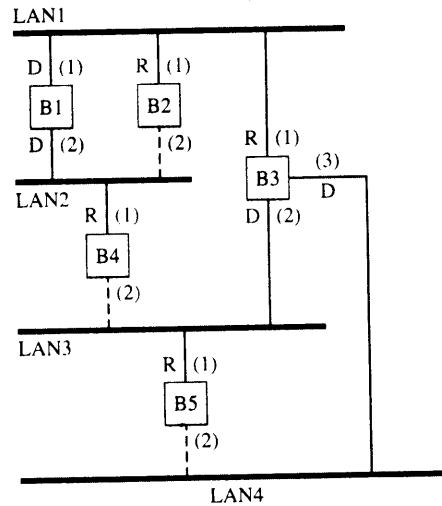 LAN1
D (1)
R (1)
B1
B2
D (2)
(2)
R (1)
(3)
B3
D
LAN2
R (1)
D (2)
B4
(2)
LAN3
R (1)
B5
(2)
LAN4